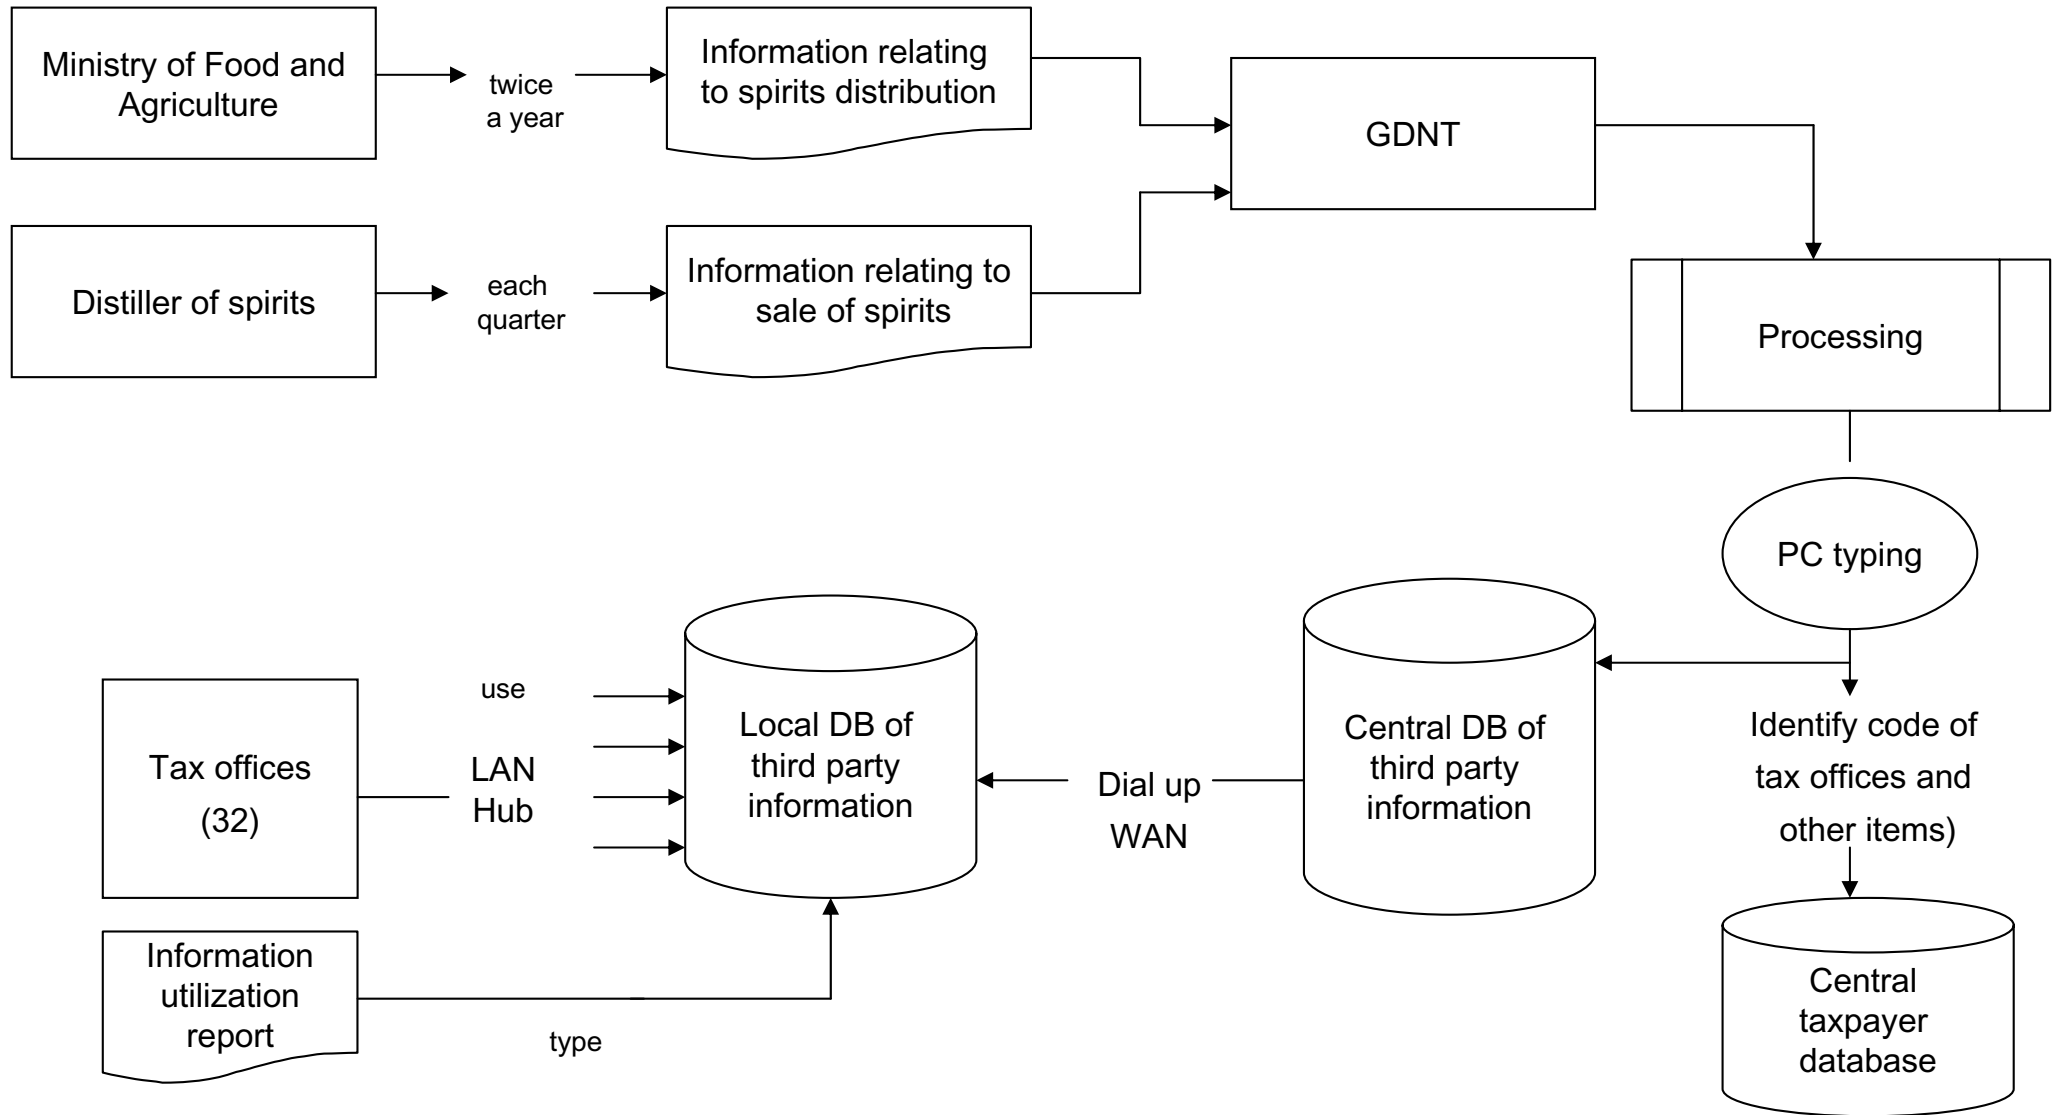 Ministry of Food and
Agriculture
twice
a year
Information relating
to spirits distribution
GDNT
Distiller of spirits
each
quarter
Information relating to
sale of spirits
Processing
PC typing
Identify code of
tax offices and
other items)
Central
taxpayer
database
Central DB of
third party
information
Dial up
WAN
Local DB of
third party
information
use
LAN
Hub
Tax offices
(32)
Information
utilization
report
type